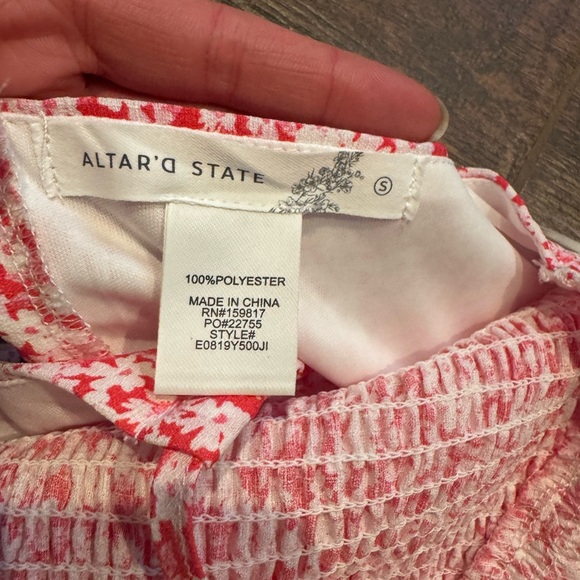 ALTAR'D STATE S
100%POLYESTER
MADE IN CHINA
RN#159817
PO#22755
STYLE#
E0819Y500JI